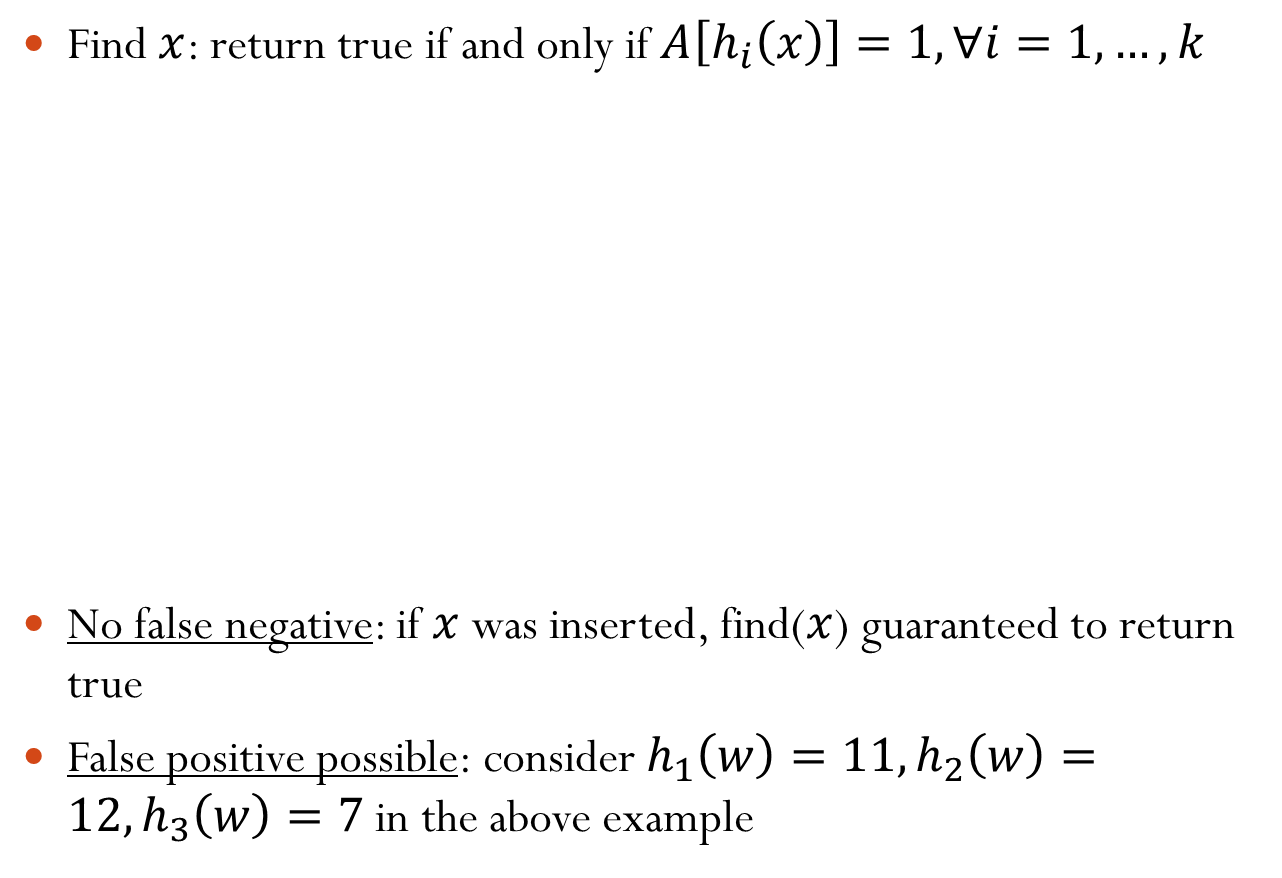 • Find x: return true if and only if A[hᵢ(x)] = 1, ∀i = 1, … , k
• No false negative: if x was inserted, find(x) guaranteed to return
true
• False positive possible: consider h₁(w) = 11, h₂(w) =
12, h₃(w) = 7 in the above example